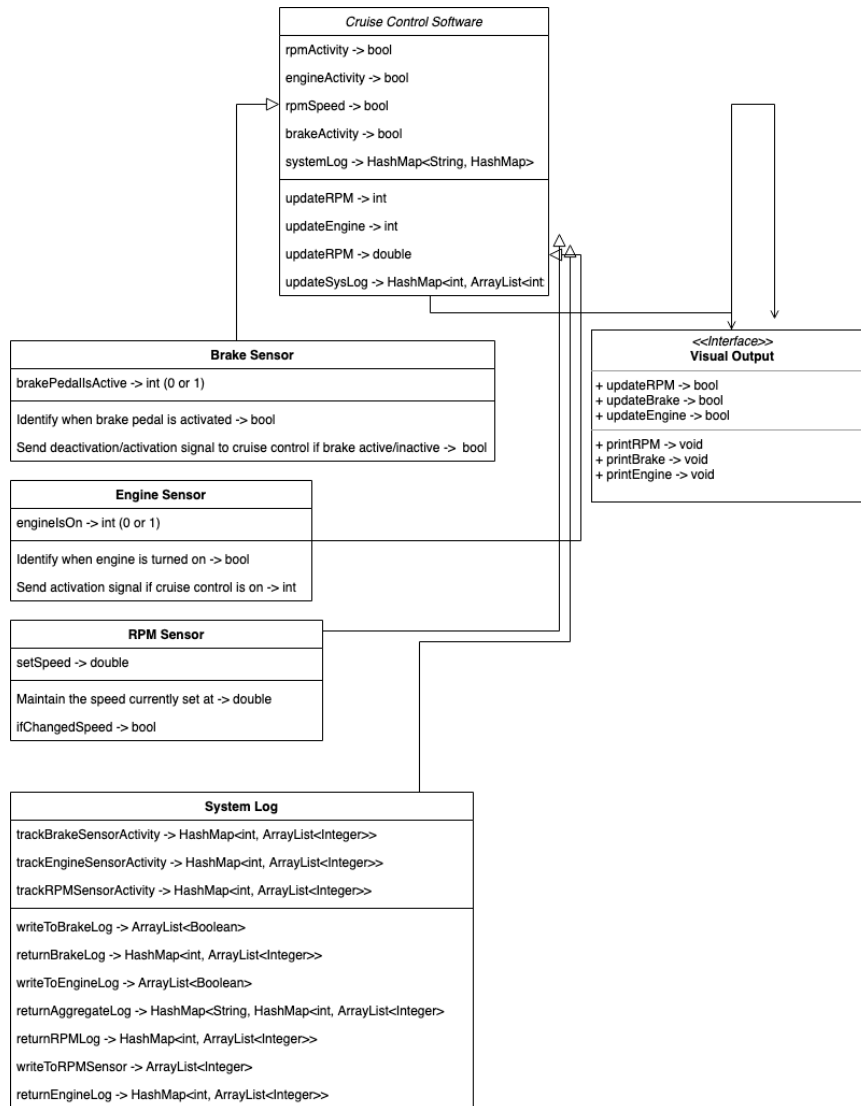 Cruise Control Software
rpmActivity -> bool
engineActivity -> bool
rpmSpeed -> bool
brakeActivity -> bool
systemLog -> HashMap<String, HashMap>
updateRPM -> int
updateEngine -> int
updateRPM -> double
updateSysLog -> HashMap<int, ArrayList<int
Brake Sensor
brakePedalIsActive -> int (0 or 1)
Identify when brake pedal is activated -> bool
Send deactivation/activation signal to cruise control if brake active/inactive -> bool
<<Interface>>
Visual Output
+ updateRPM -> bool
+ updateBrake -> bool
+ updateEngine -> bool
+ printRPM -> void
+ printBrake -> void
+ printEngine -> void
Engine Sensor
engineIsOn -> int (0 or 1)
Identify when engine is turned on -> bool
Send activation signal if cruise control is on -> int
RPM Sensor
setSpeed -> double
Maintain the speed currently set at -> double
ifChangedSpeed -> bool
System Log
trackBrakeSensorActivity -> HashMap<int, ArrayList<Integer>>
trackEngineSensorActivity -> HashMap<int, ArrayList<Integer>>
trackRPMSensorActivity -> HashMap<int, ArrayList<Integer>>
writeToBrakeLog -> ArrayList<Boolean>
returnBrakeLog -> HashMap<int, ArrayList<Integer>>
writeToEngineLog -> ArrayList<Boolean>
returnAggregateLog -> HashMap<String, HashMap<int, ArrayList<Integer>
returnRPMLog -> HashMap<int, ArrayList<Integer>>
writeToRPMSensor -> ArrayList<Integer>
returnEngineLog -> HashMap<int, ArrayList<Integer>>